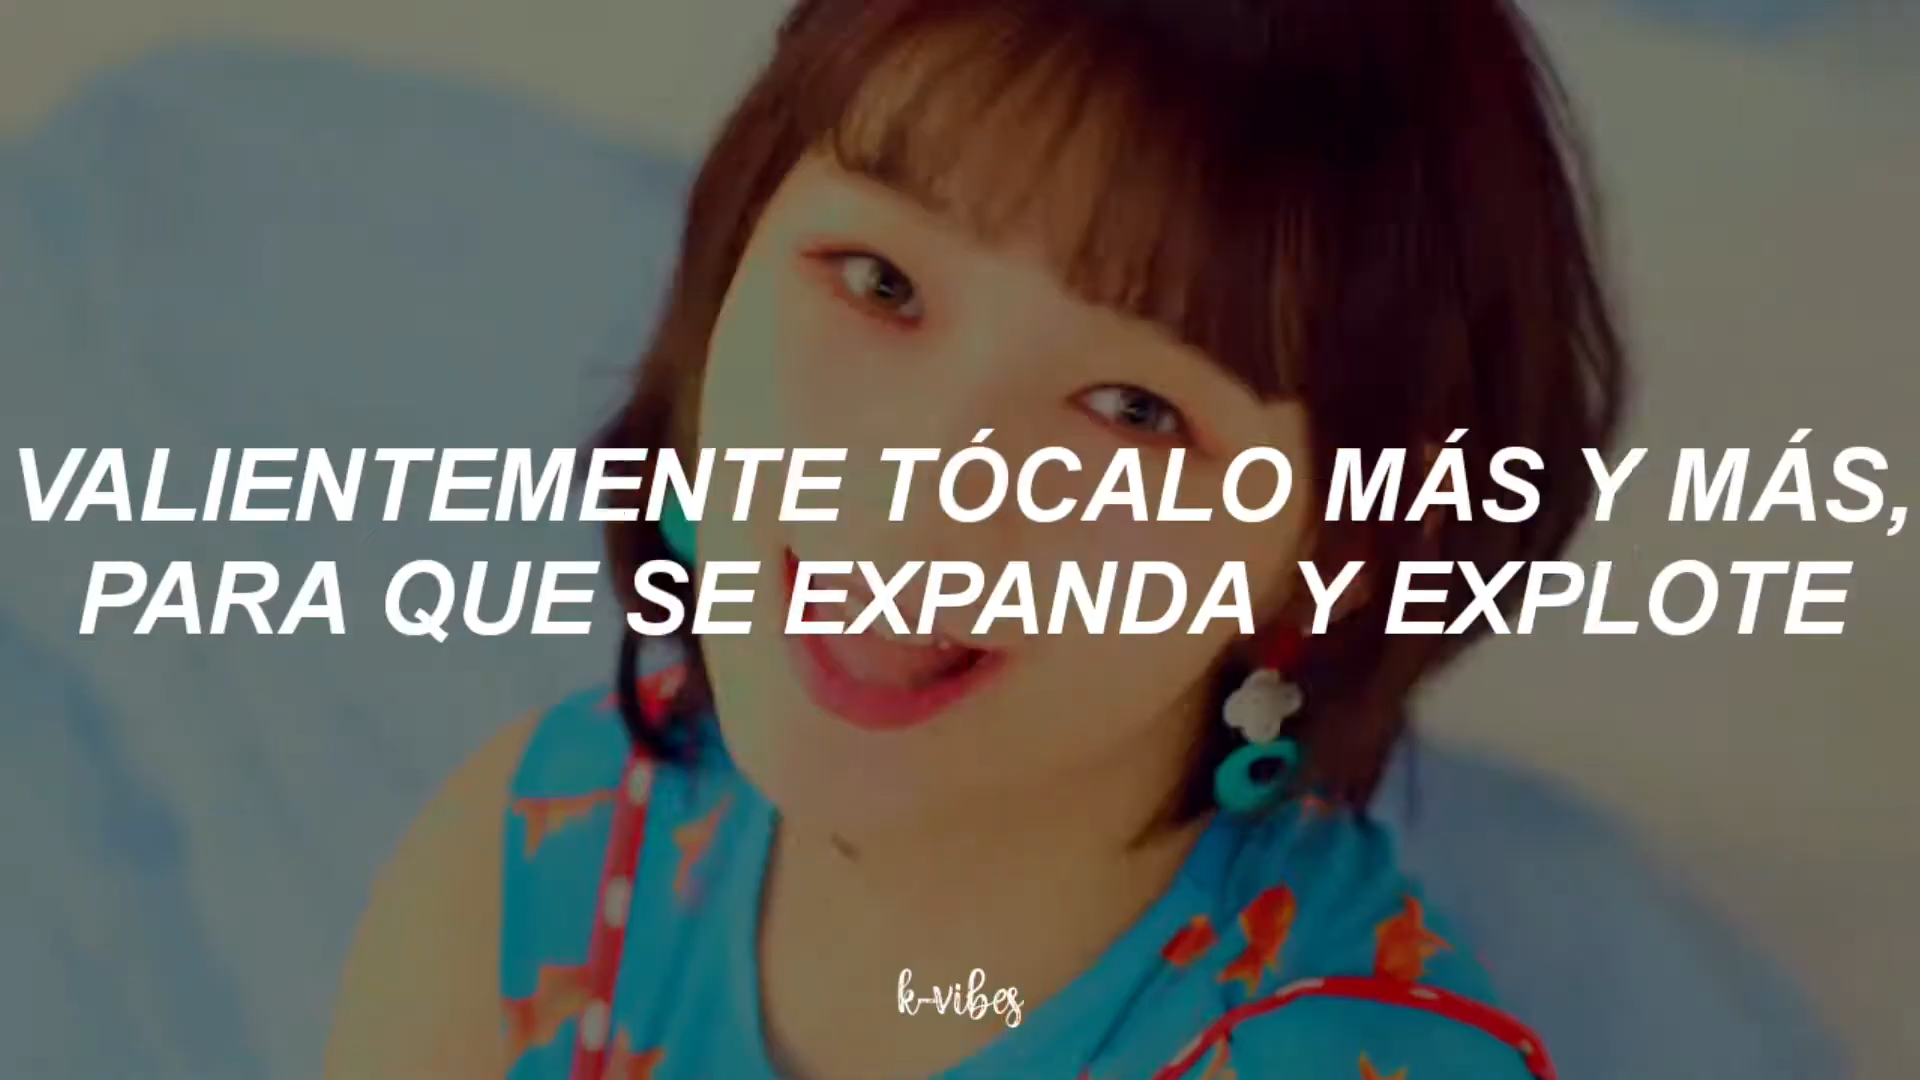 VALIENTEMENTE TÓCALO MÁS Y MÁS,
PARA QUE SE EXPANDA Y EXPLOTE
k-vibes